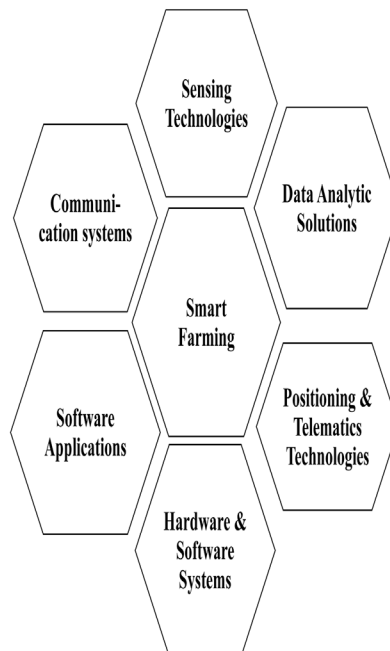 Sensing
Technologies
Communi-
cation systems
Data Analytic
Solutions
Smart
Farming
Software
Applications
Positioning &
Telematics
Technologies
Hardware &
Software
Systems